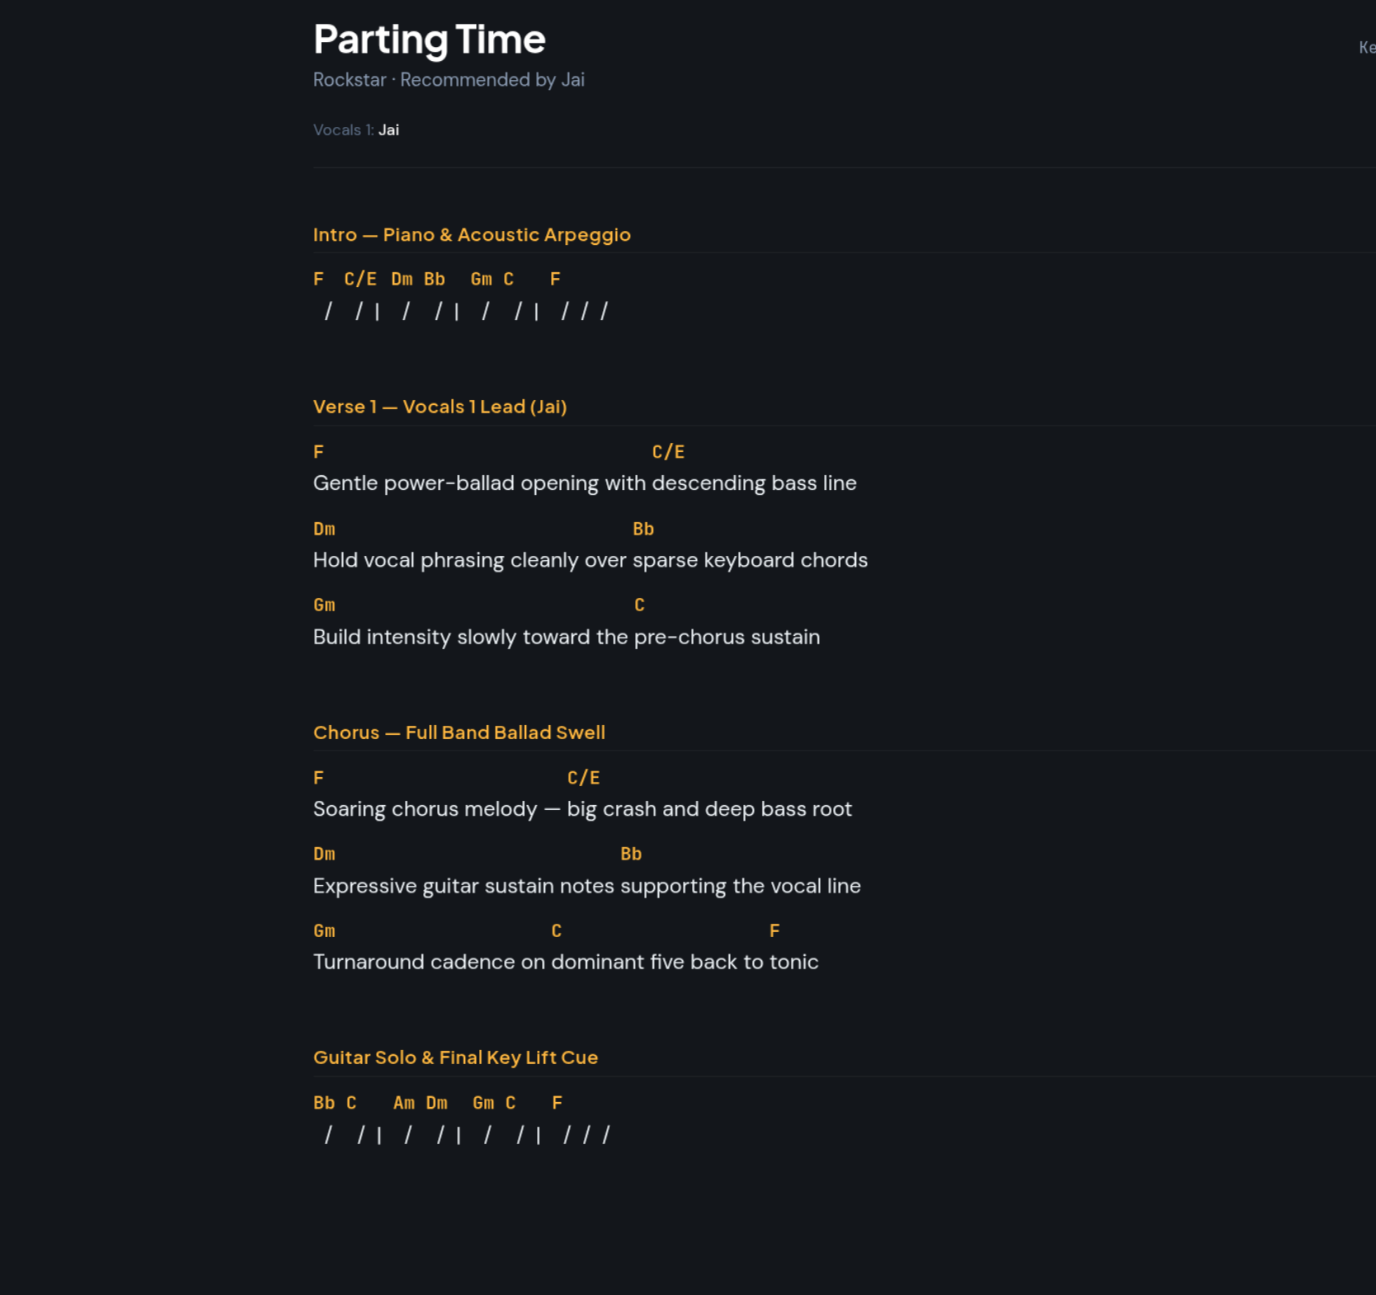 Parting Time
Ke
Rockstar · Recommended by Jai
Vocals 1: Jai
Intro — Piano & Acoustic Arpeggio
F C/E Dm Bb Gm C F
/ / | / / | / / | / / /
Verse 1 — Vocals 1 Lead (Jai)
F C/E
Gentle power-ballad opening with descending bass line
Dm Bb
Hold vocal phrasing cleanly over sparse keyboard chords
Gm C
Build intensity slowly toward the pre-chorus sustain
Chorus — Full Band Ballad Swell
F C/E
Soaring chorus melody — big crash and deep bass root
Dm Bb
Expressive guitar sustain notes supporting the vocal line
Gm C F
Turnaround cadence on dominant five back to tonic
Guitar Solo & Final Key Lift Cue
Bb C Am Dm Gm C F
/ / | / / | / / | / / /